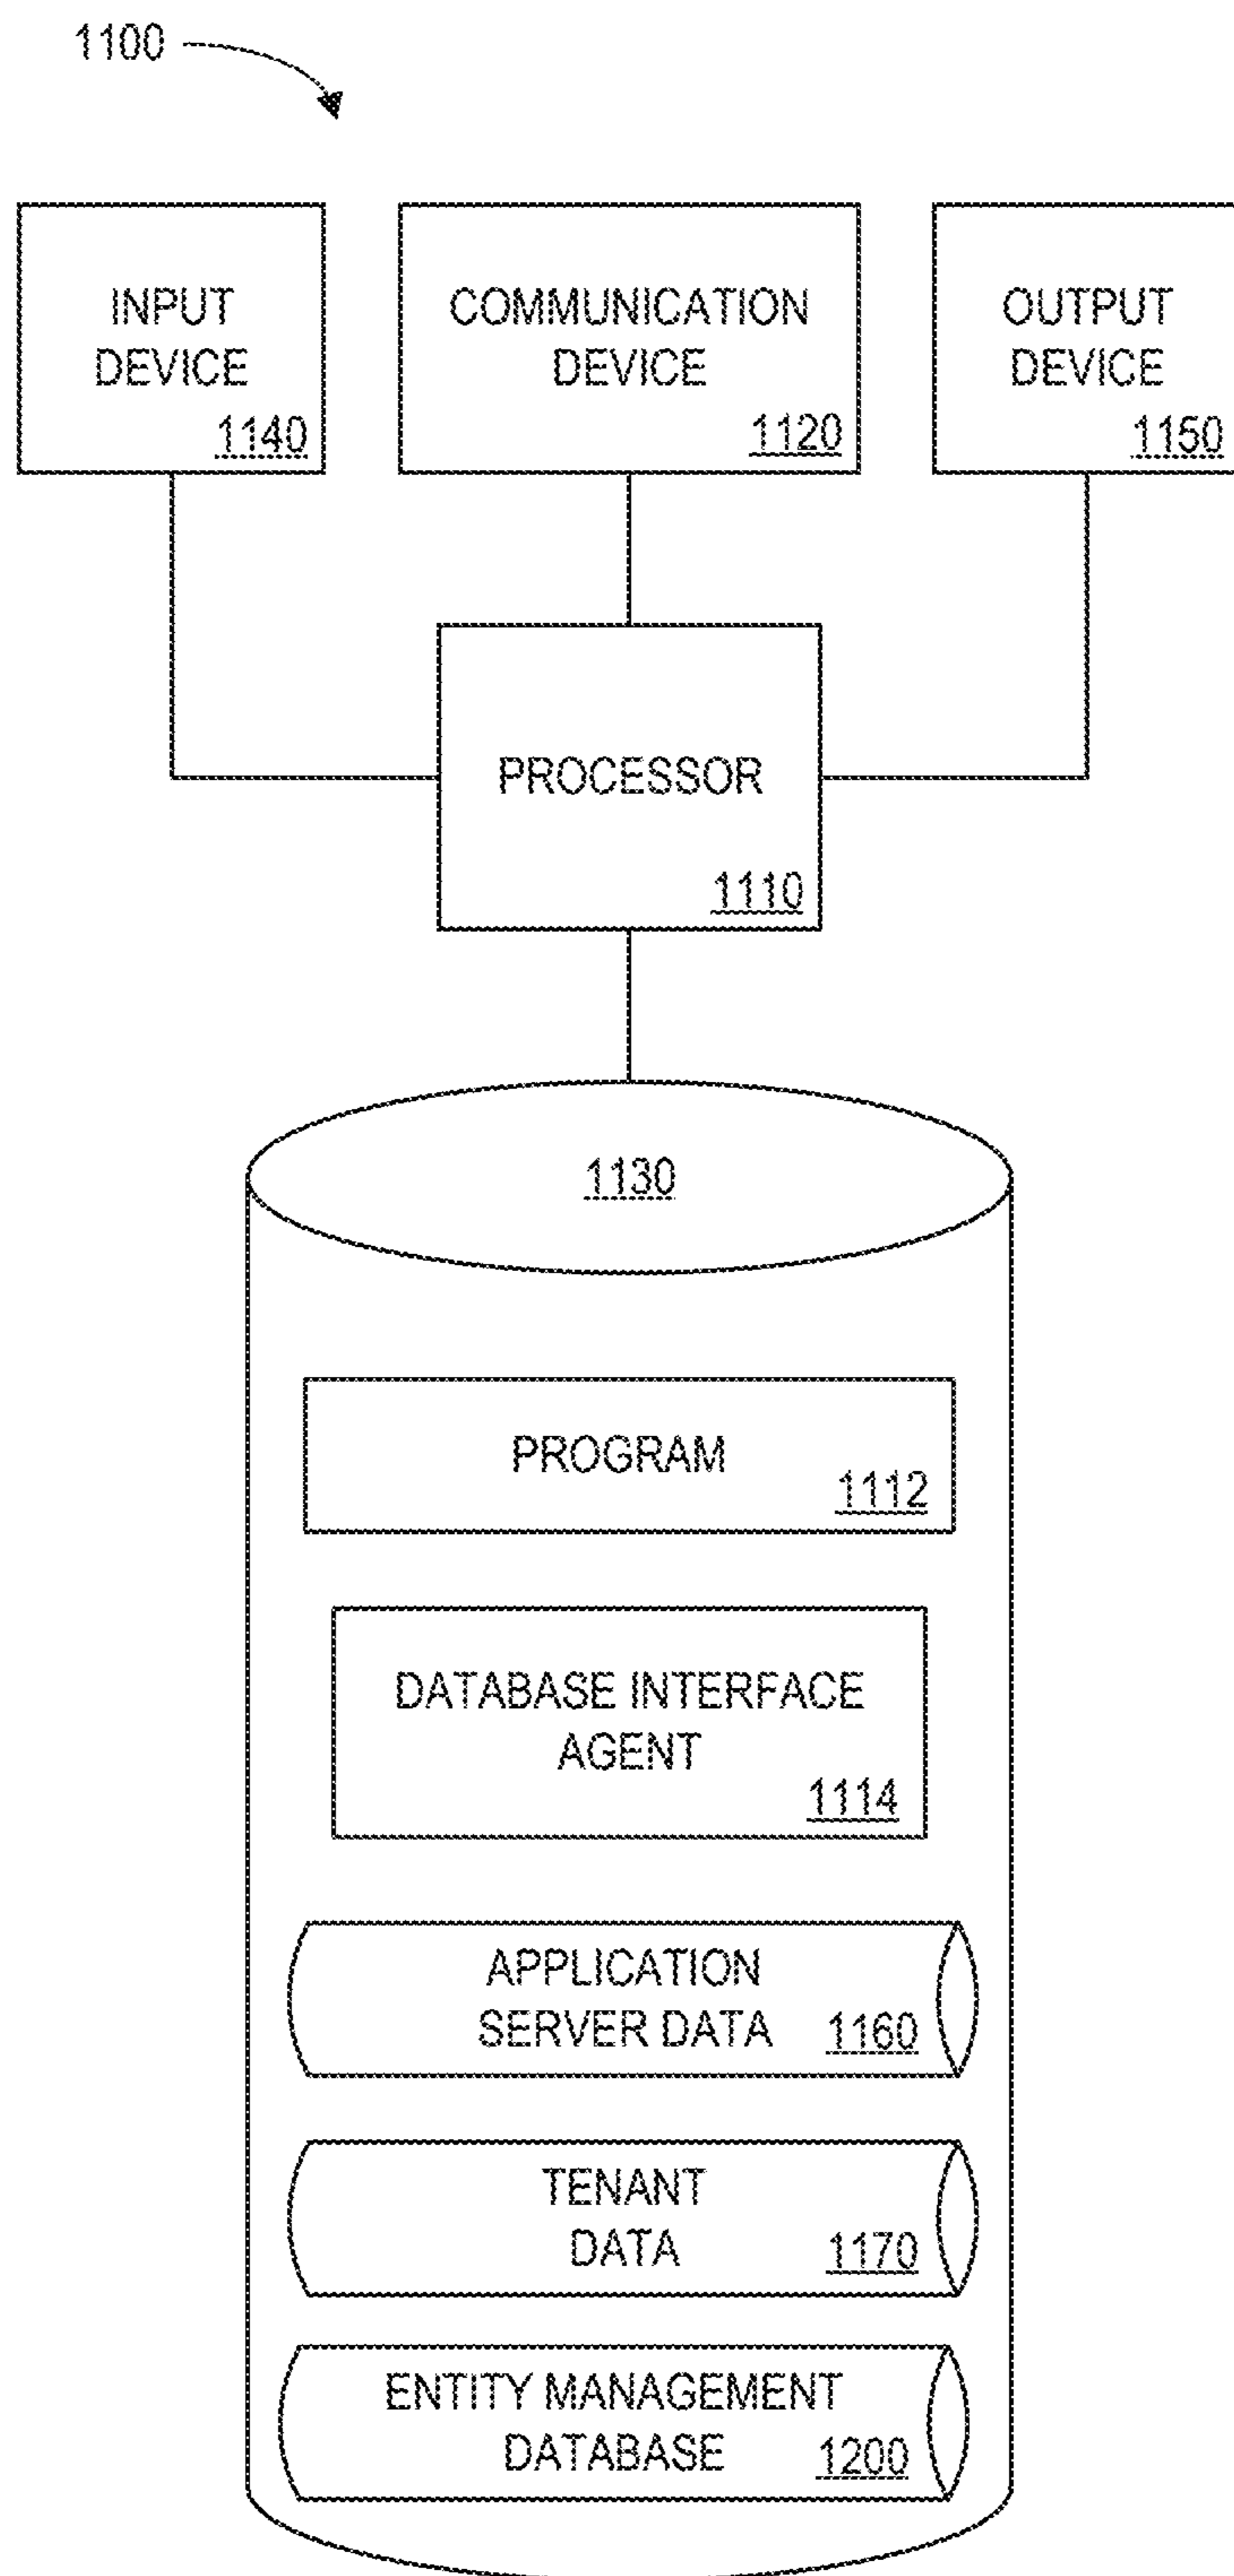 1100
INPUT
DEVICE
1140
COMMUNICATION
DEVICE
1120
OUTPUT
DEVICE
1150
PROCESSOR
1110
1130
PROGRAM
1112
DATABASE INTERFACE
AGENT
1114
APPLICATION
SERVER DATA 1160
TENANT
DATA 1170
ENTITY MANAGEMENT
DATABASE 1200